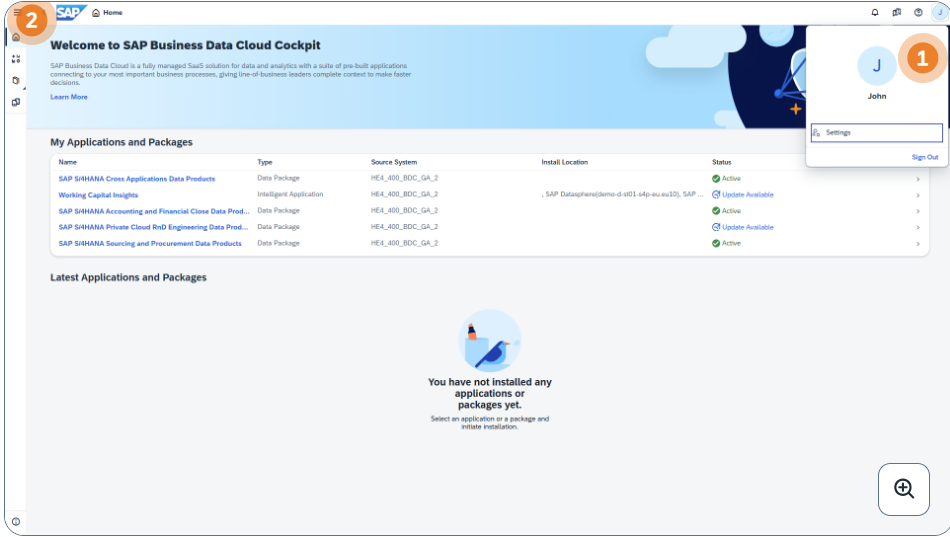 2
SAP
Home
J
Welcome to SAP Business Data Cloud Cockpit
SAP Business Data Cloud is a fully managed SaaS solution for data and analytics with a suite of pre-built applications
connecting to your most important business processes, giving line-of-business leaders complete context to make faster
decisions.
Learn More
J
1
John
Settings
Sign Out
My Applications and Packages
Name Type Source System Install Location Status
SAP S/4HANA Cross Applications Data Products Data Package HE4_400_BDC_GA_2 Active
Working Capital Insights Intelligent Application HE4_400_BDC_GA_2 , SAP Datasphere(demo-d-st01-s4p-eu.eu10), SAP ... Update Available
SAP S/4HANA Accounting and Financial Close Data Prod... Data Package HE4_400_BDC_GA_2 Active
SAP S/4HANA Private Cloud RnD Engineering Data Prod... Data Package HE4_400_BDC_GA_2 Update Available
SAP S/4HANA Sourcing and Procurement Data Products Data Package HE4_400_BDC_GA_2 Active
Latest Applications and Packages
You have not installed any
applications or
packages yet.
Select an application or a package and
initiate installation.